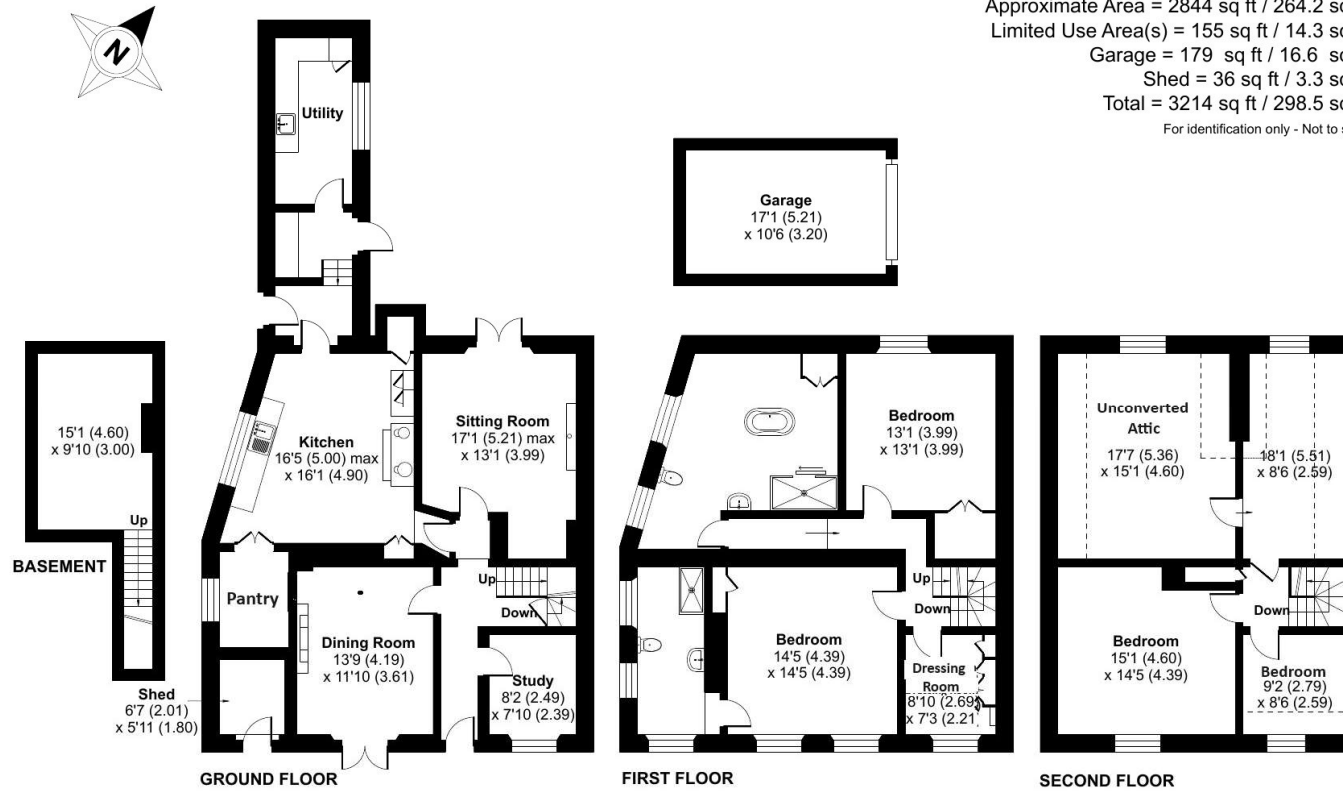 Approximate Area = 2844 sq ft / 264.2 sq
Limited Use Area(s) = 155 sq ft / 14.3 sq
Garage = 179 sq ft / 16.6 sq
Shed = 36 sq ft / 3.3 sq
Total = 3214 sq ft / 298.5 sq
For identification only - Not to s
N
Utility
Garage
17'1 (5.21)
x 10'6 (3.20)
15'1 (4.60)
x 9'10 (3.00)
Up
BASEMENT
Kitchen
16'5 (5.00) max
x 16'1 (4.90)
Sitting Room
17'1 (5.21) max
x 13'1 (3.99)
Pantry
Dining Room
13'9 (4.19)
x 11'10 (3.61)
Up
Down
Study
8'2 (2.49)
x 7'10 (2.39)
Shed
6'7 (2.01)
x 5'11 (1.80)
GROUND FLOOR
Bedroom
13'1 (3.99)
x 13'1 (3.99)
Up
Down
Bedroom
14'5 (4.39)
x 14'5 (4.39)
Dressing
Room
8'10 (2.69)
x 7'3 (2.21
FIRST FLOOR
Unconverted
Attic
17'7 (5.36)
x 15'1 (4.60)
18'1 (5.51)
x 8'6 (2.59)
Down
Bedroom
15'1 (4.60)
x 14'5 (4.39)
Bedroom
9'2 (2.79)
x 8'6 (2.59)
SECOND FLOOR